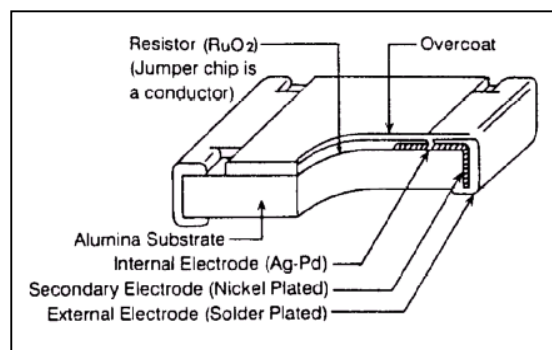 Resistor (RuO2)
(Jumper chip is
a conductor)
Overcoat
Alumina Substrate
Internal Electrode (Ag-Pd)
Secondary Electrode (Nickel Plated)
External Electrode (Solder Plated)